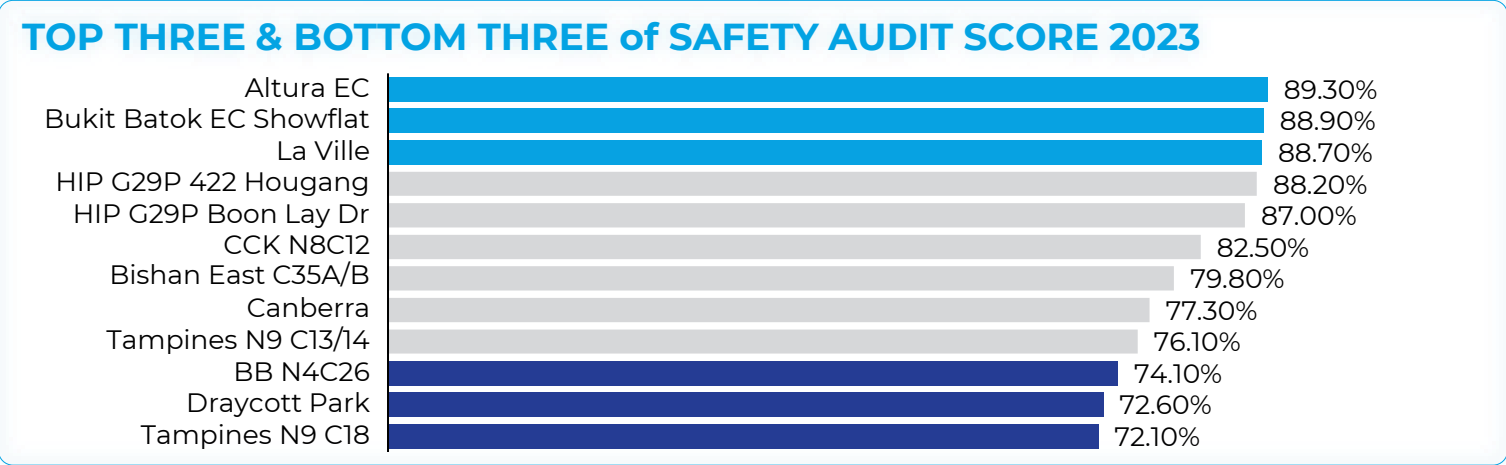 TOP THREE & BOTTOM THREE of SAFETY AUDIT SCORE 2023
Altura EC 89.30%
Bukit Batok EC Showflat 88.90%
La Ville 88.70%
HIP G29P 422 Hougang 88.20%
HIP G29P Boon Lay Dr 87.00%
CCK N8C12 82.50%
Bishan East C35A/B 79.80%
Canberra 77.30%
Tampines N9 C13/14 76.10%
BB N4C26 74.10%
Draycott Park 72.60%
Tampines N9 C18 72.10%